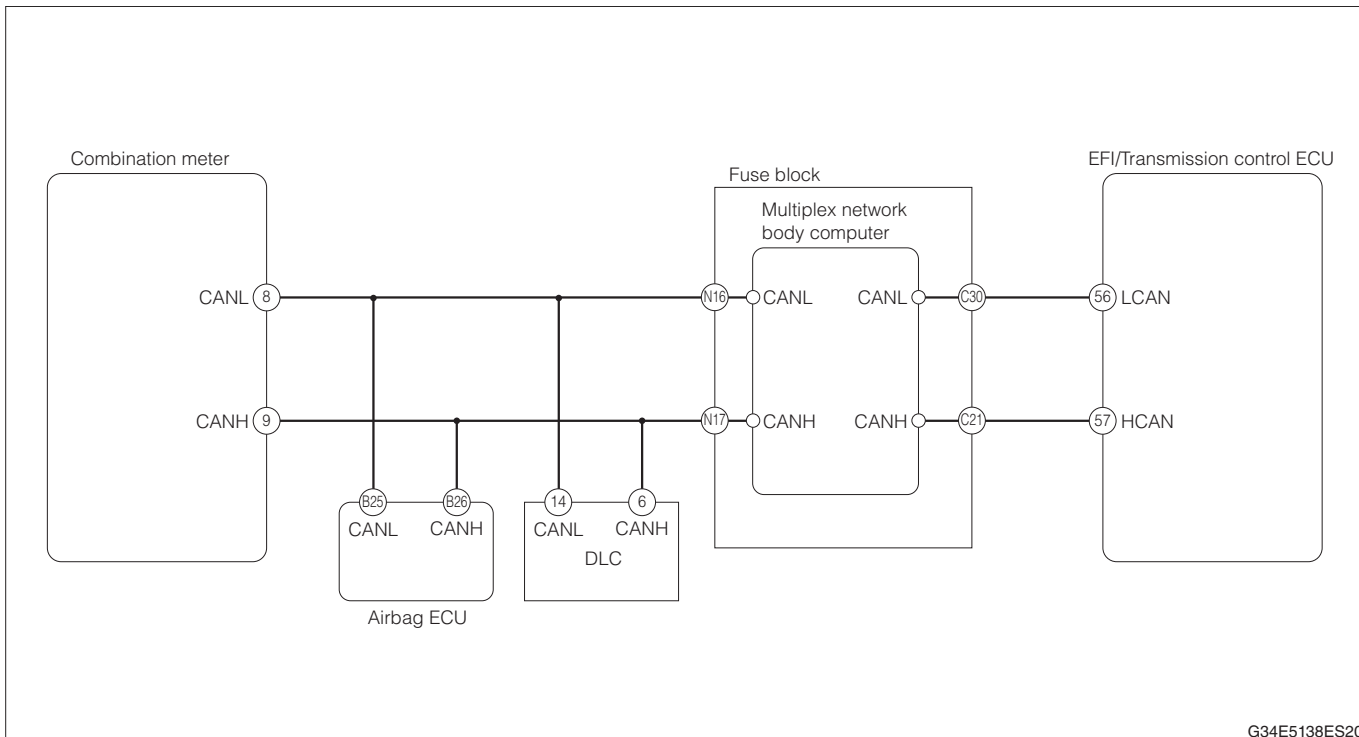 Combination meter
EFI/Transmission control ECU
Fuse block
Multiplex network
body computer
CANL 8
N16 CANL
CANL C30
56 LCAN
CANH 9
N17 CANH
CANH C21
57 HCAN
B25 B26
CANL CANH
Airbag ECU
14 6
CANL CANH
DLC
G34E5138ES20